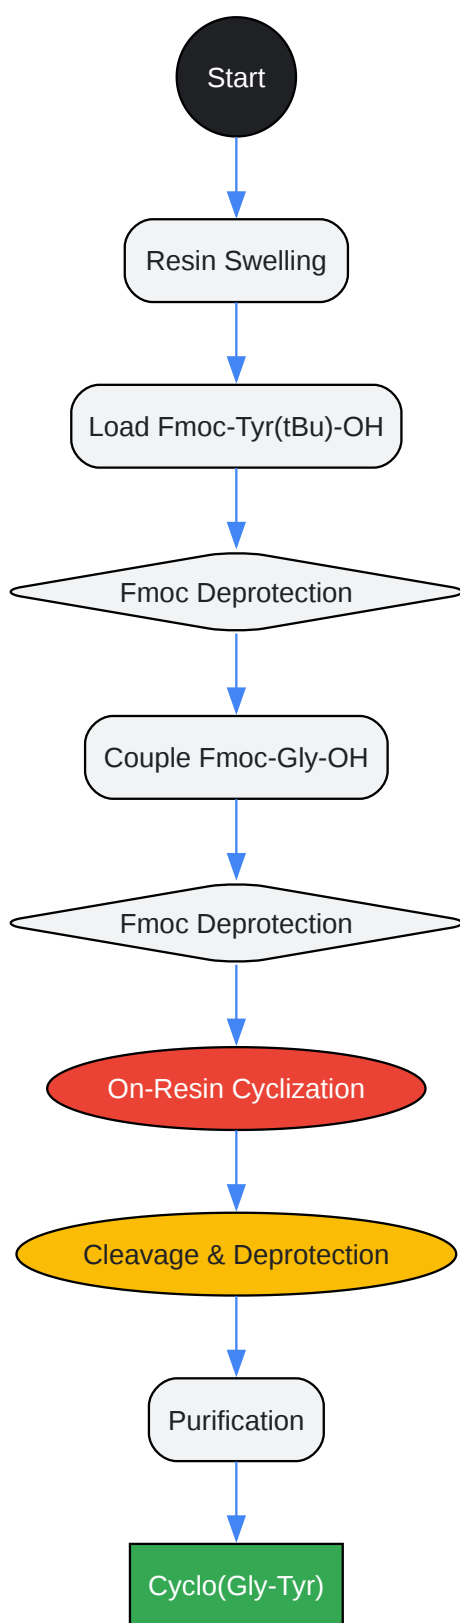 Start
Resin Swelling
Load Fmoc-Tyr(tBu)-OH
Fmoc Deprotection
Couple Fmoc-Gly-OH
Fmoc Deprotection
On-Resin Cyclization
Cleavage & Deprotection
Purification
Cyclo(Gly-Tyr)